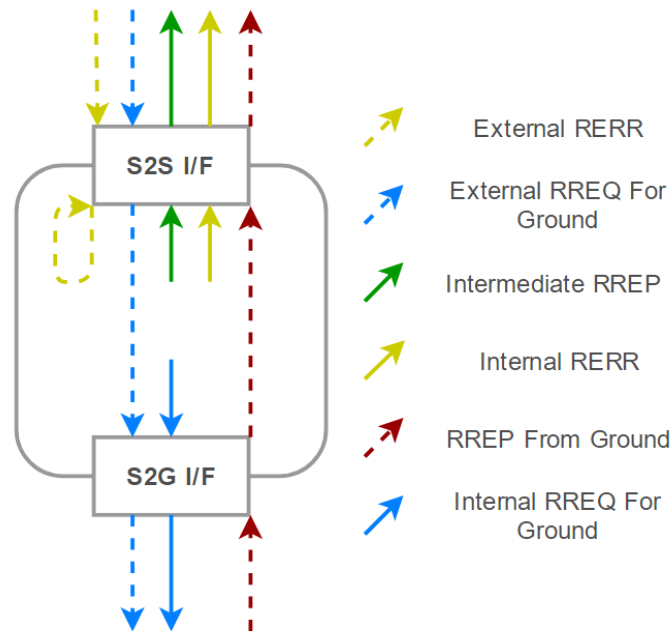 S2S I/F
S2G I/F
External RERR
External RREQ For
Ground
Intermediate RREP
Internal RERR
RREP From Ground
Internal RREQ For
Ground